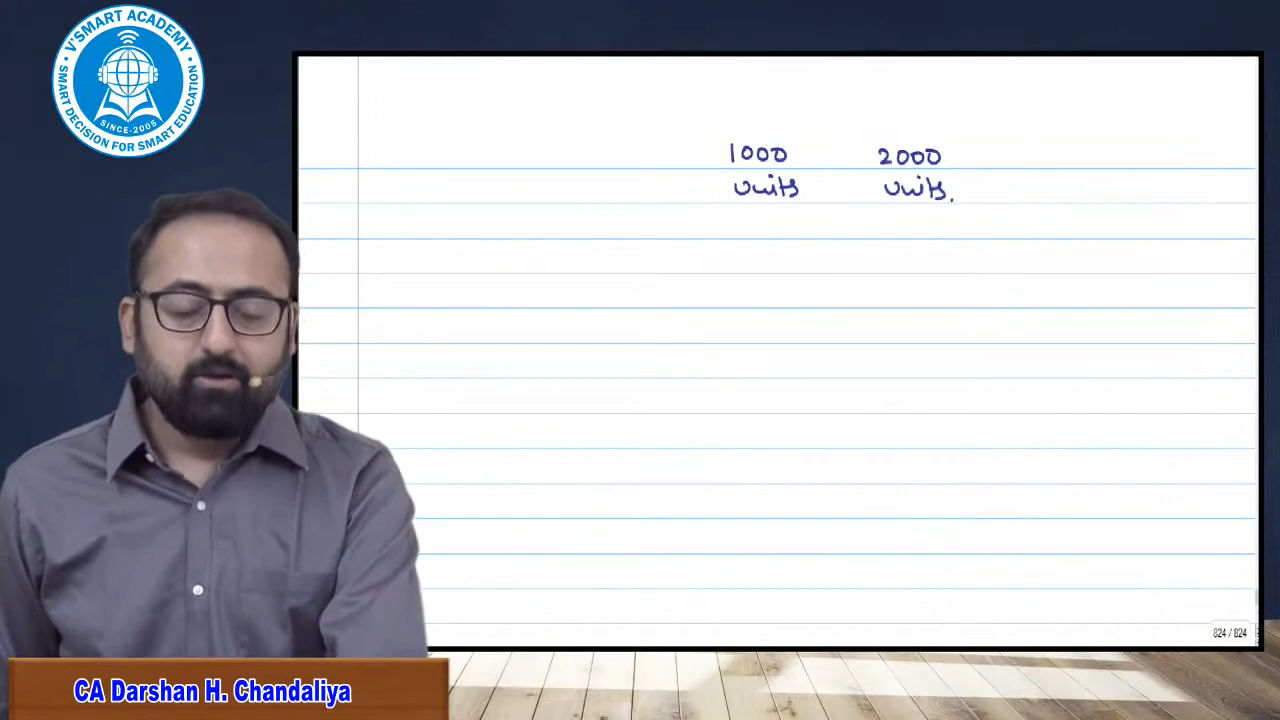 V'SMART ACADEMY
SINCE-2005
SMART DECISION FOR SMART EDUCATION
1000 2000
Units Units.
824 / 824
CA Darshan H. Chandaliya